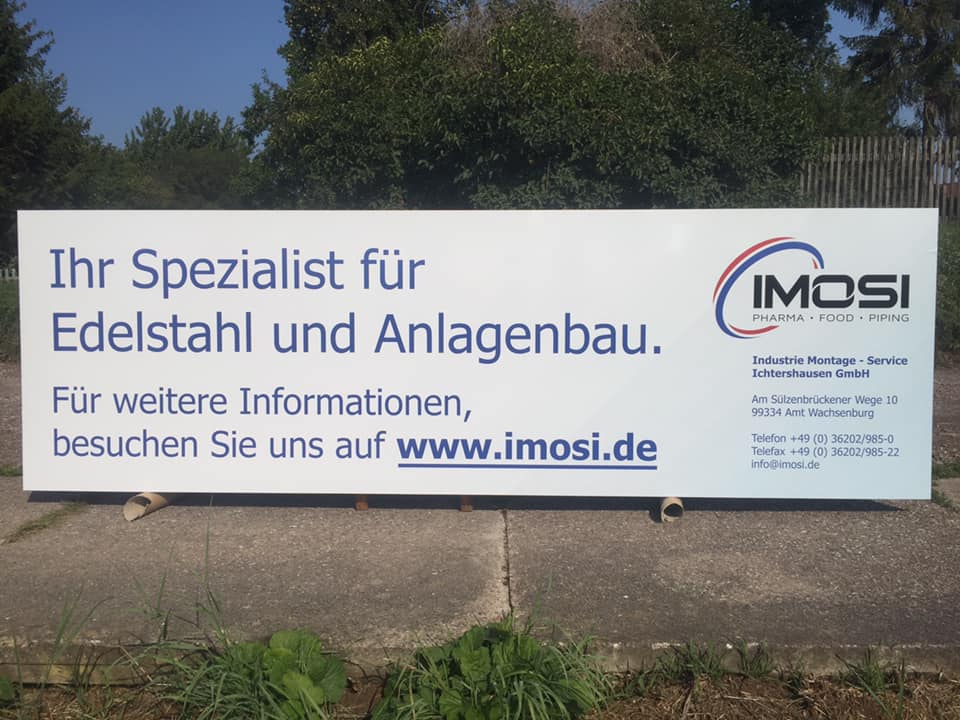 Ihr Spezialist für
Edelstahl und Anlagenbau.
Für weitere Informationen,
besuchen Sie uns auf www.imosi.de
IMOSI
PHARMA · FOOD · PIPING
Industrie Montage - Service
Ichtershausen GmbH
Am Sülzenbrückener Wege 10
99334 Amt Wachsenburg
Telefon +49 (0) 36202/985-0
Telefax +49 (0) 36202/985-22
info@imosi.de